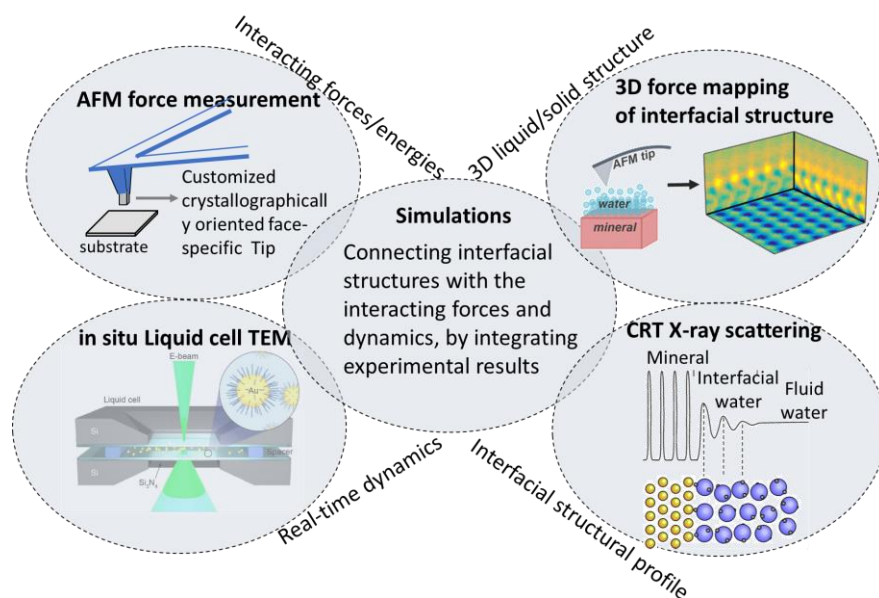 Interacting forces/energies
3D liquid/solid structure
AFM force measurement
Customized
crystallographicall
y oriented face-
specific Tip
substrate
3D force mapping
of interfacial structure
AFM tip
water
mineral
Simulations
Connecting interfacial
structures with the
interacting forces and
dynamics, by integrating
experimental results
in situ Liquid cell TEM
E-beam
Liquid cell
Au
Si
Si
Spacer
Si₃N₄
CRT X-ray scattering
Mineral
Interfacial
water
Fluid
water
Real-time dynamics
Interfacial structural profile